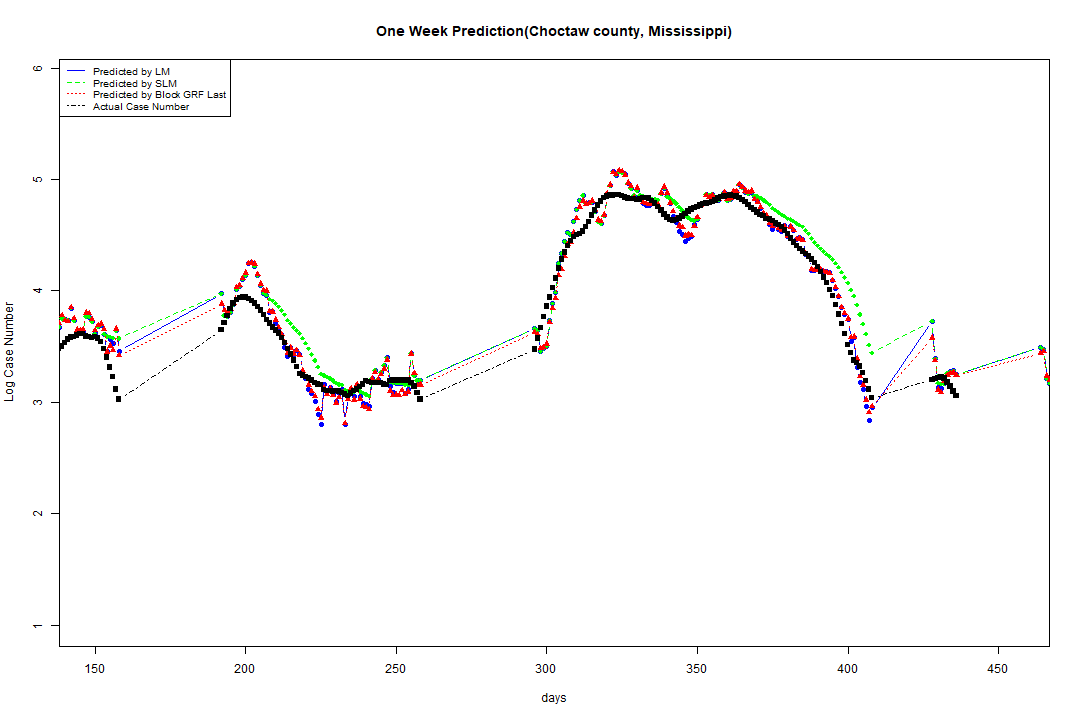 One Week Prediction(Choctaw county, Mississippi)
Predicted by LM
Predicted by SLM
Predicted by Block GRF Last
Actual Case Number
Log Case Number
6
5
4
3
2
1
150 200 250 300 350 400 450
days